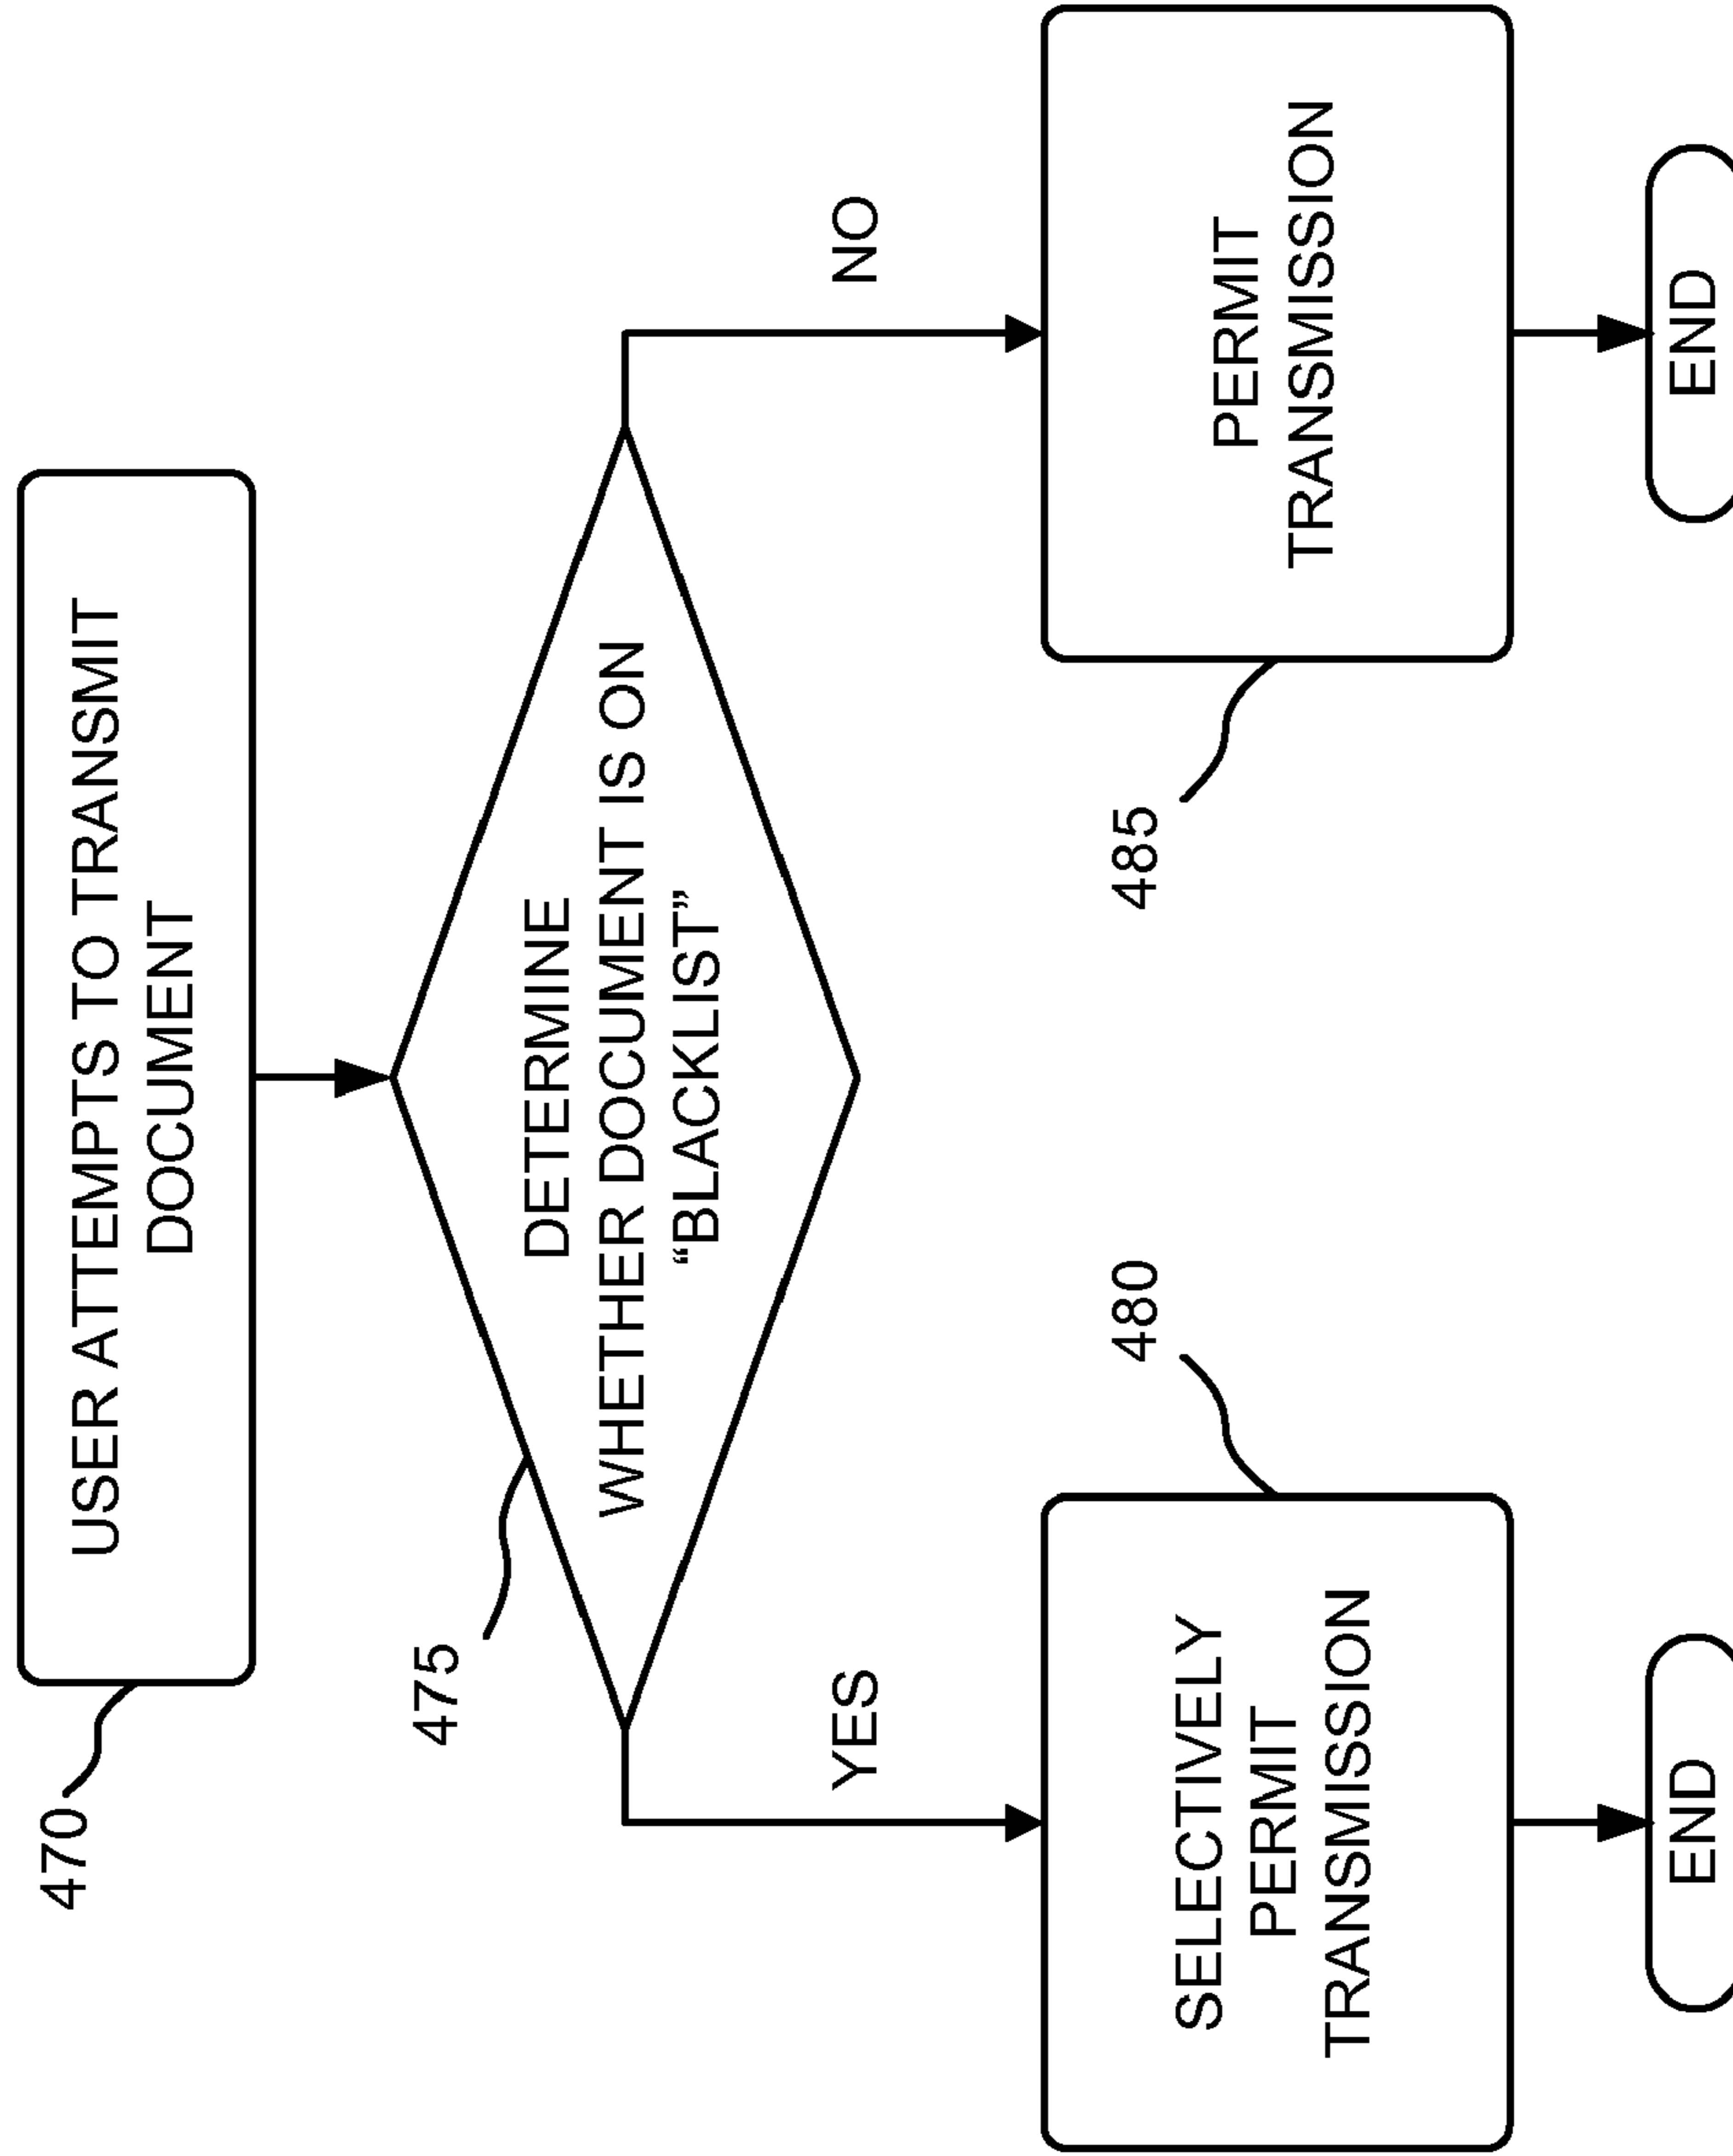 470
USER ATTEMPTS TO TRANSMIT
DOCUMENT
475
DETERMINE
WHETHER DOCUMENT IS ON
“BLACKLIST”
YES
NO
480
SELECTIVELY
PERMIT
TRANSMISSION
485
PERMIT
TRANSMISSION
END
END